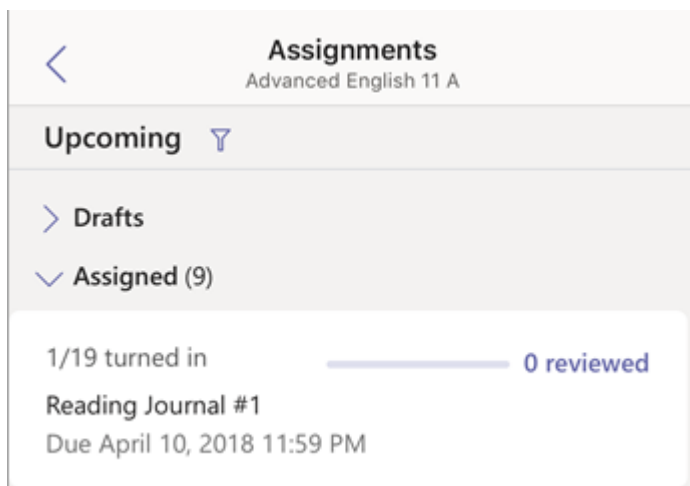 Assignments
Advanced English 11 A
Upcoming
Drafts
Assigned (9)
1/19 turned in
0 reviewed
Reading Journal #1
Due April 10, 2018 11:59 PM